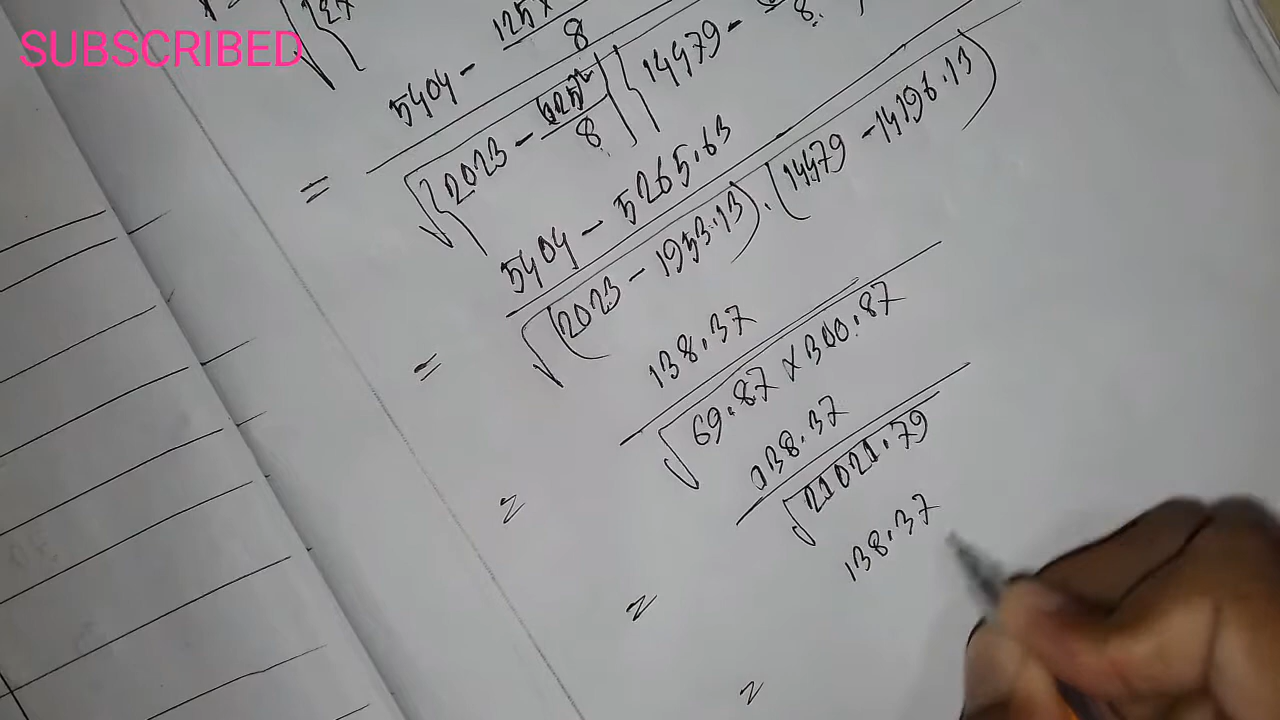 SUBSCRIBED
5404 -
8
= √{2023 - 125²/8}{14479 -
8
5404 - 5265.63
= √(2023 - 1953.13).(14479 - 14196.13)
138.37
= √69.87 × 300.87
138.37
= √21021.79
138.37
=